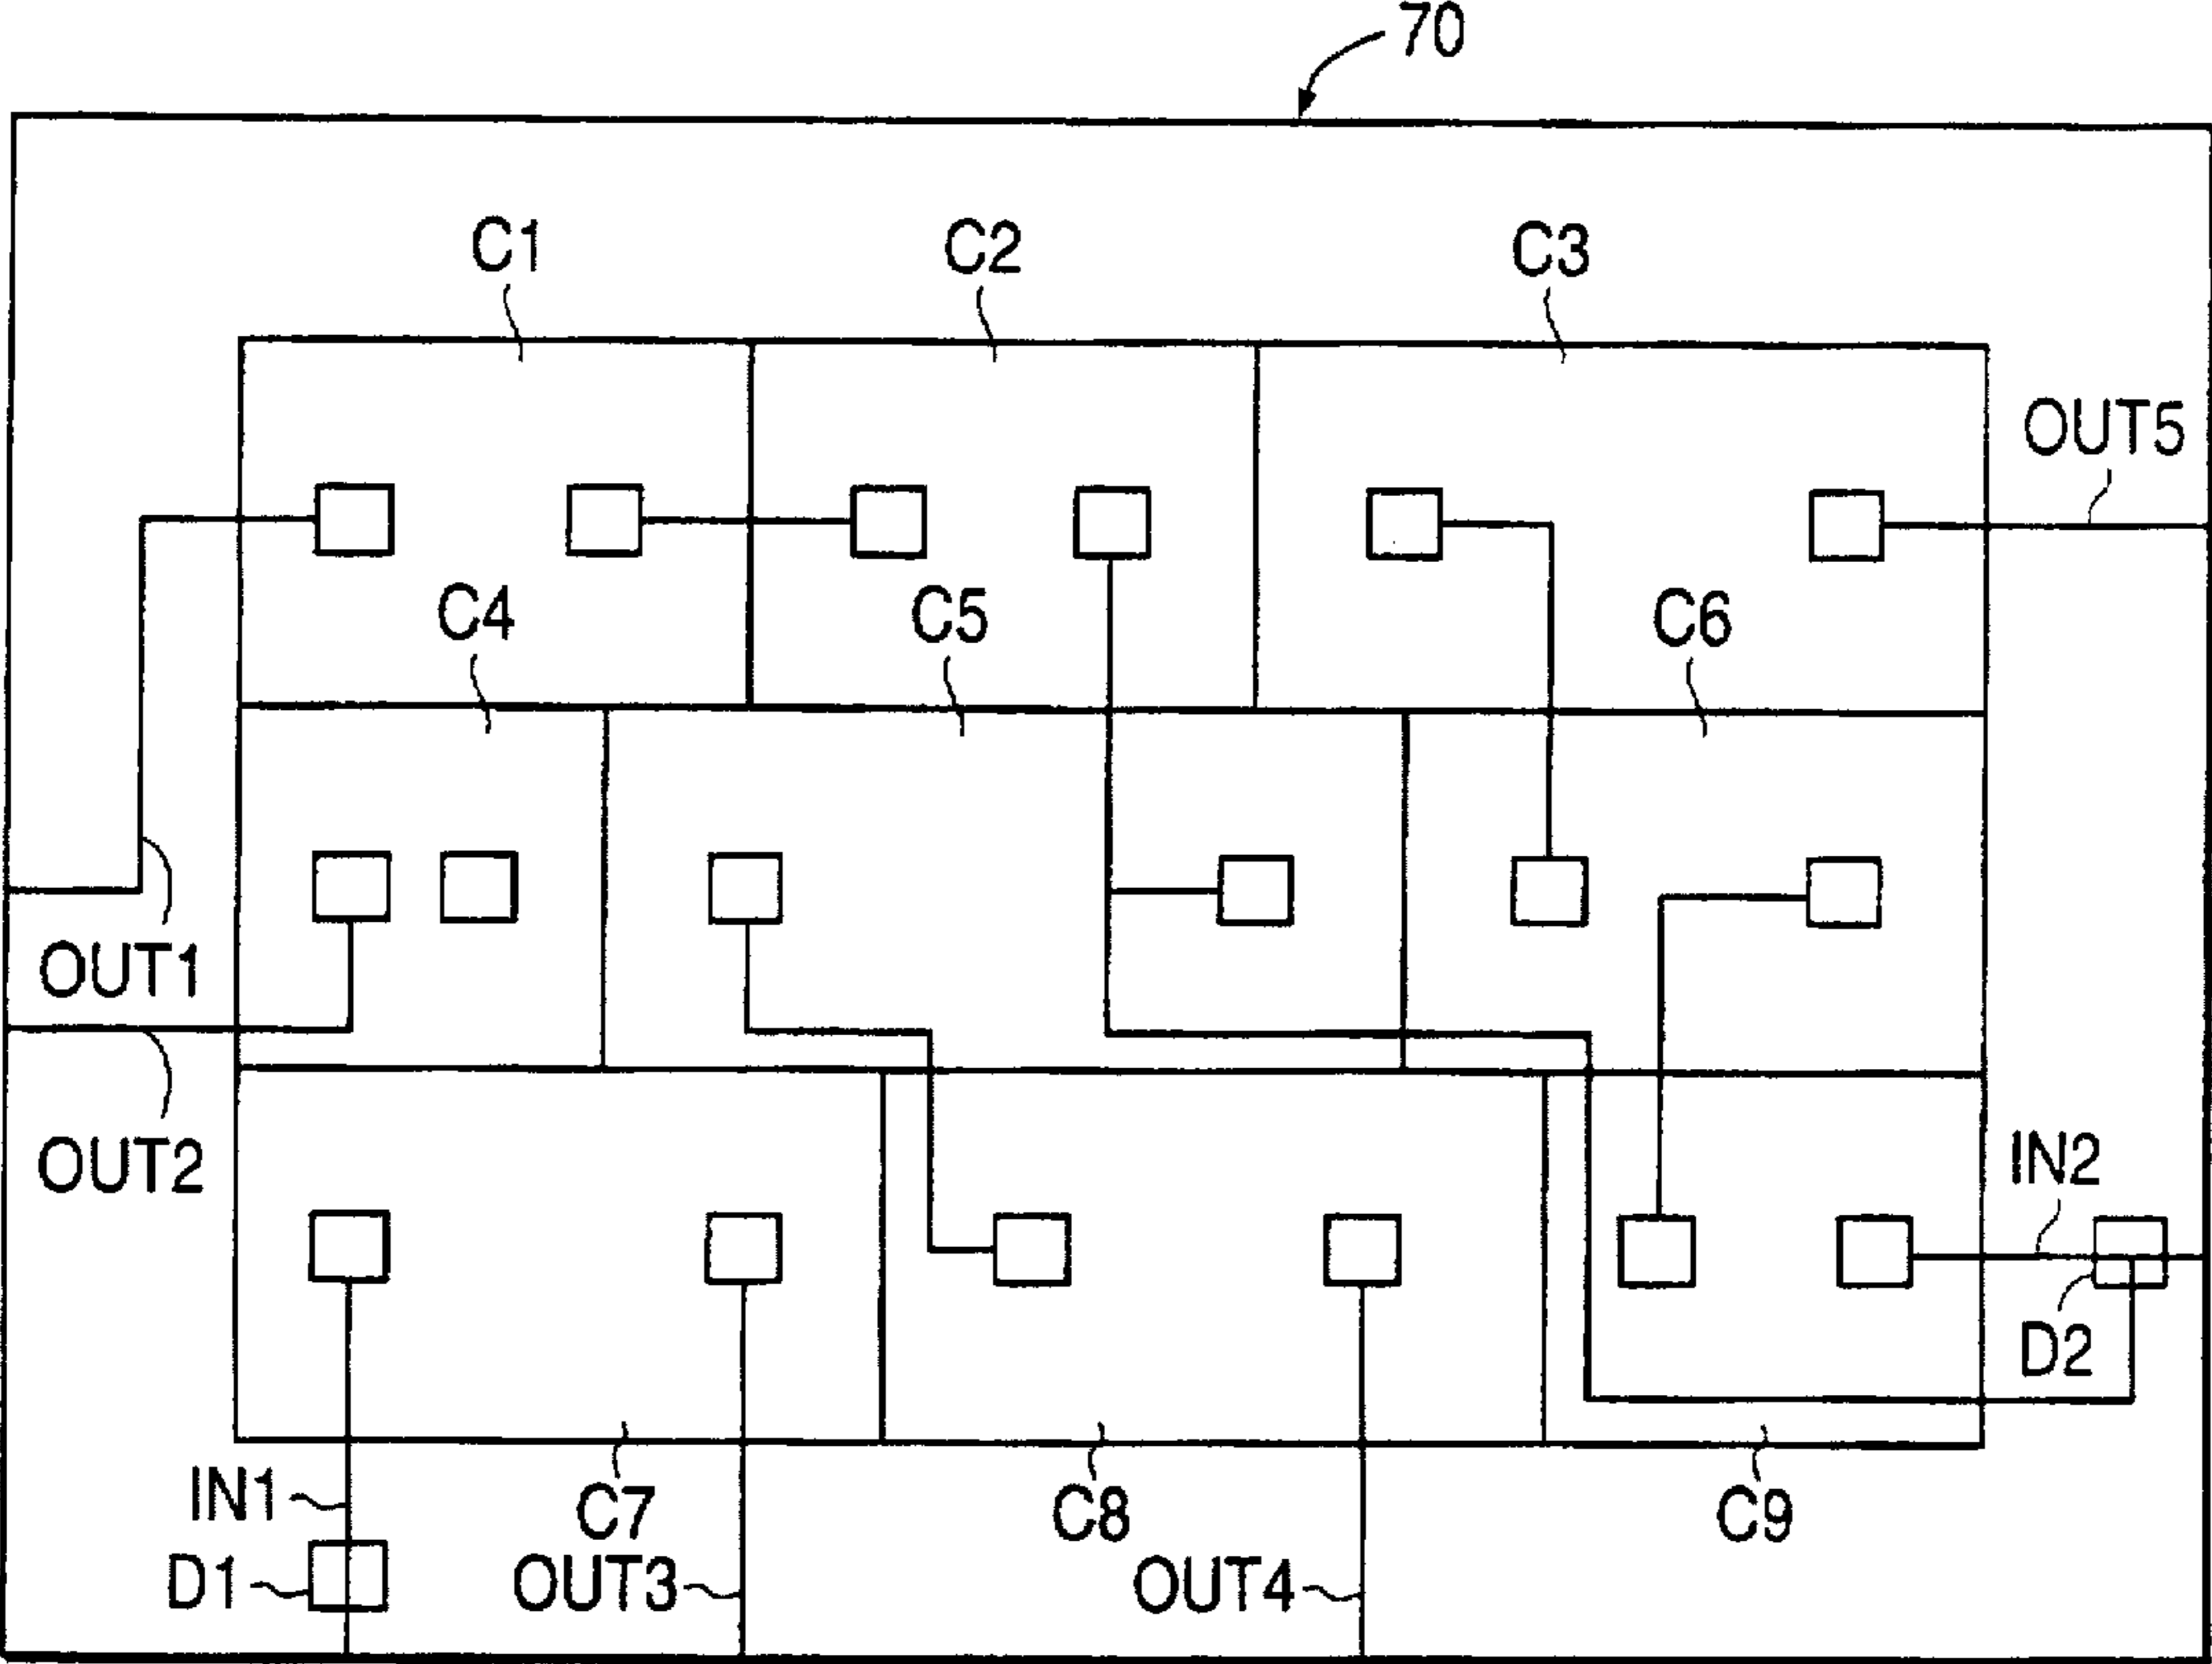 70
C1 C2 C3
OUT5
C4 C5 C6
OUT1
OUT2
IN2
D2
IN1 C7 C8 C9
D1 OUT3 OUT4